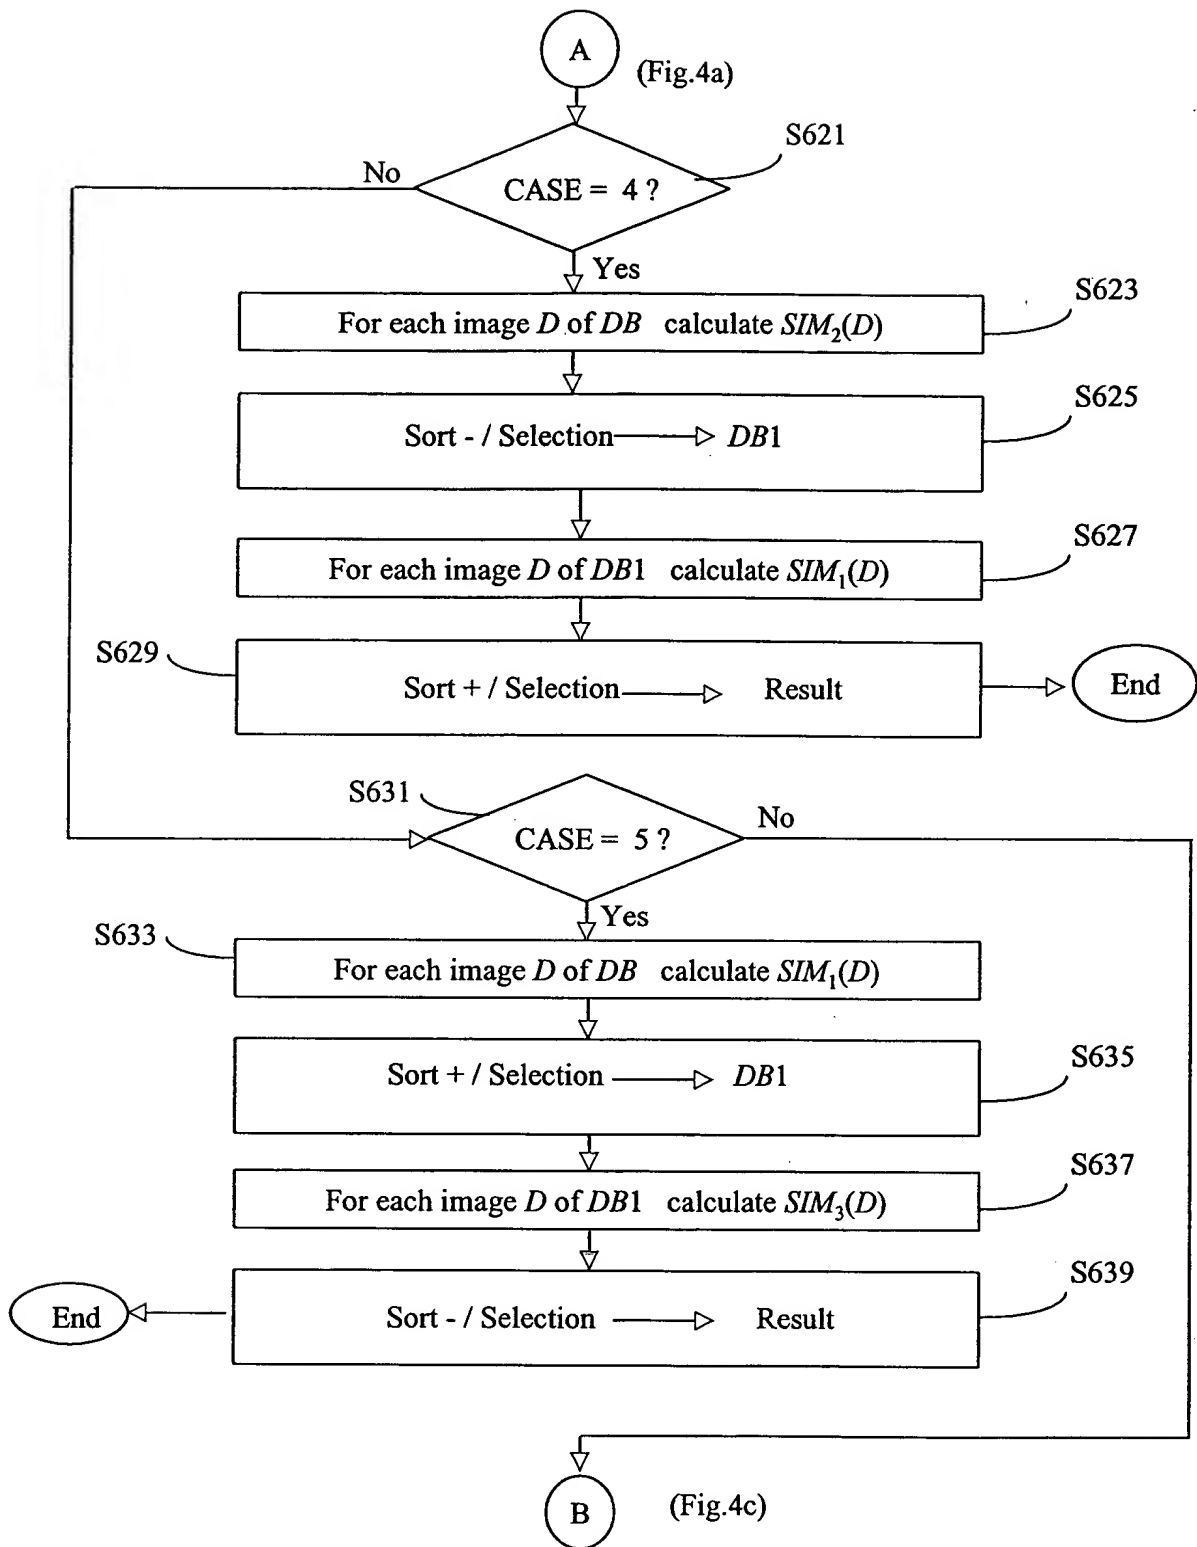 A
(Fig.4a)
S621
No
CASE = 4 ?
Yes
S623
For each image D of DB calculate SIM₂(D)
S625
Sort - / Selection DB1
S627
For each image D of DB1 calculate SIM₁(D)
S629
Sort + / Selection Result
End
S631
No
CASE = 5 ?
Yes
S633
For each image D of DB calculate SIM₁(D)
S635
Sort + / Selection DB1
S637
For each image D of DB1 calculate SIM₃(D)
S639
End
Sort - / Selection Result
B
(Fig.4c)